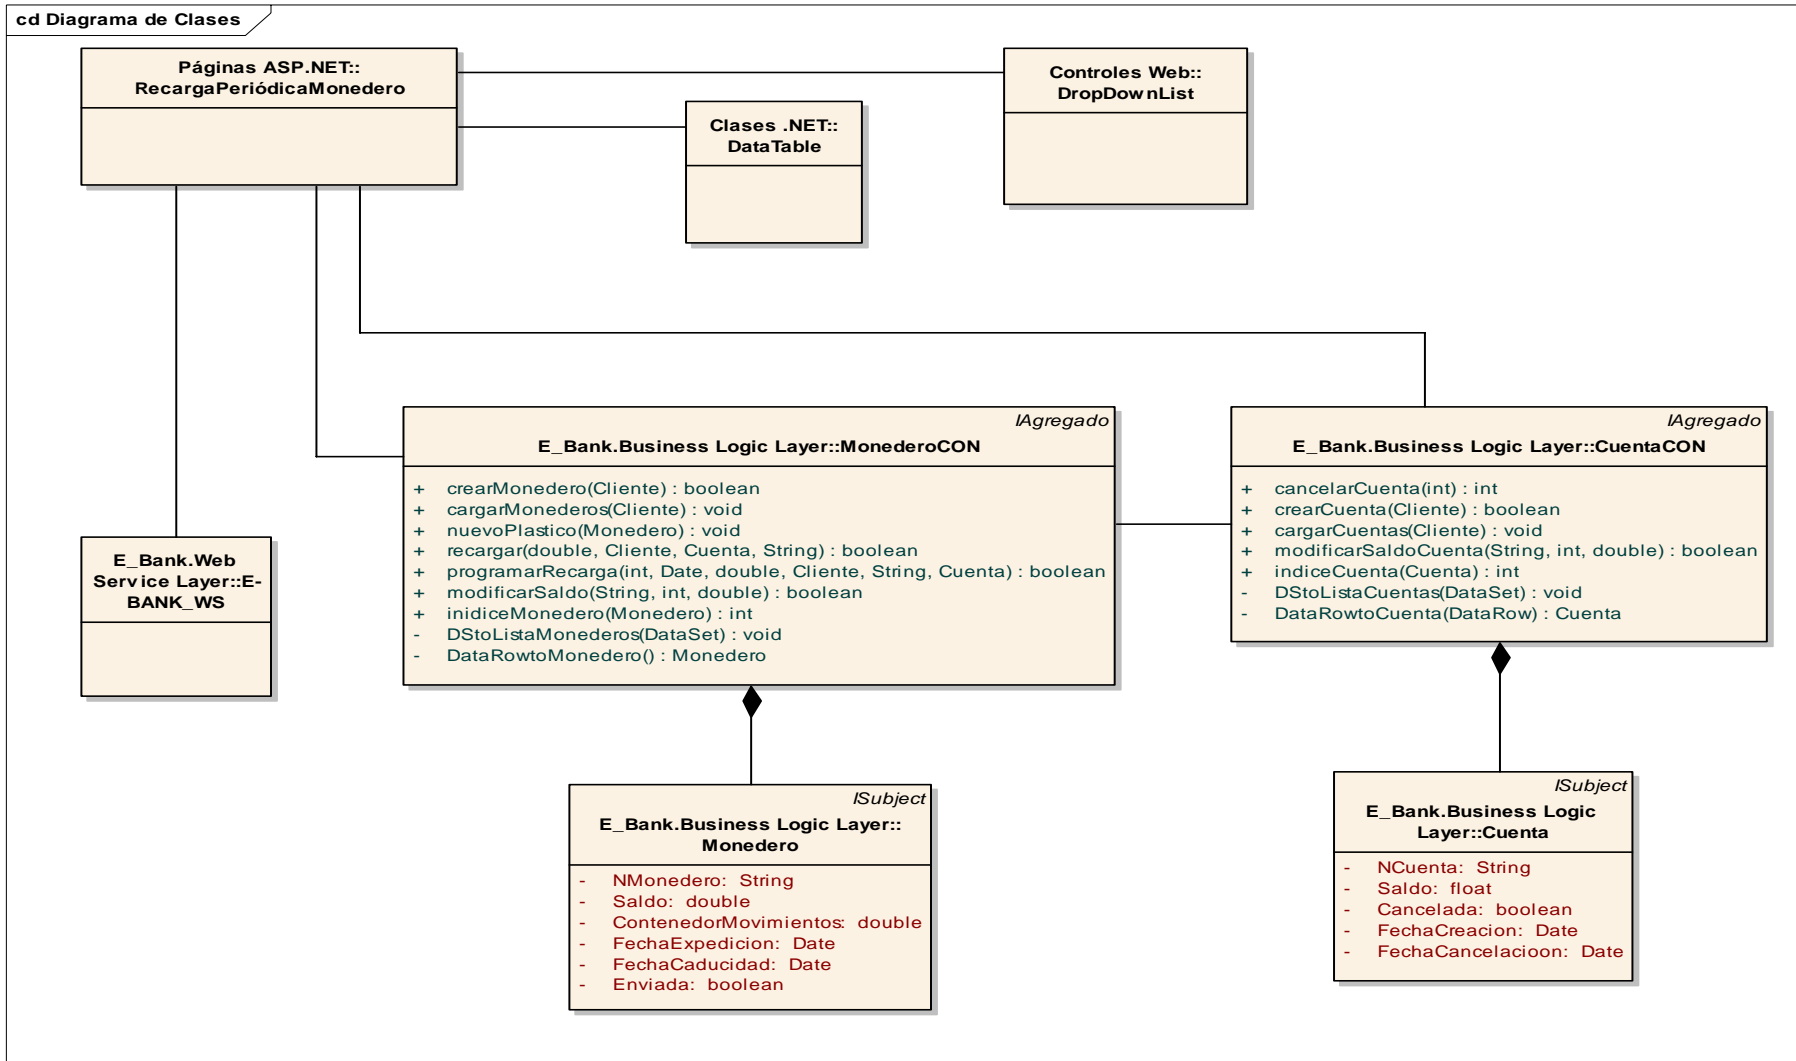 cd Diagrama de Clases
Páginas ASP.NET::
RecargaPeriódicaMonedero
Controles Web::
DropDownList
Clases .NET::
DataTable
IAgregado
E_Bank.Business Logic Layer::MonederoCON
+ crearMonedero(Cliente) : boolean
+ cargarMonederos(Cliente) : void
+ nuevoPlastico(Monedero) : void
+ recargar(double, Cliente, Cuenta, String) : boolean
+ programarRecarga(int, Date, double, Cliente, String, Cuenta) : boolean
+ modificarSaldo(String, int, double) : boolean
+ inidiceMonedero(Monedero) : int
- DStoListaMonederos(DataSet) : void
- DataRowtoMonedero() : Monedero
IAgregado
E_Bank.Business Logic Layer::CuentaCON
+ cancelarCuenta(int) : int
+ crearCuenta(Cliente) : boolean
+ cargarCuentas(Cliente) : void
+ modificarSaldoCuenta(String, int, double) : boolean
+ indiceCuenta(Cuenta) : int
- DStoListaCuentas(DataSet) : void
- DataRowtoCuenta(DataRow) : Cuenta
E_Bank.Web
Service Layer::E-
BANK_WS
ISubject
E_Bank.Business Logic Layer::
Monedero
- NMonedero: String
- Saldo: double
- ContenedorMovimientos: double
- FechaExpedicion: Date
- FechaCaducidad: Date
- Enviada: boolean
ISubject
E_Bank.Business Logic
Layer::Cuenta
- NCuenta: String
- Saldo: float
- Cancelada: boolean
- FechaCreacion: Date
- FechaCancelacioon: Date